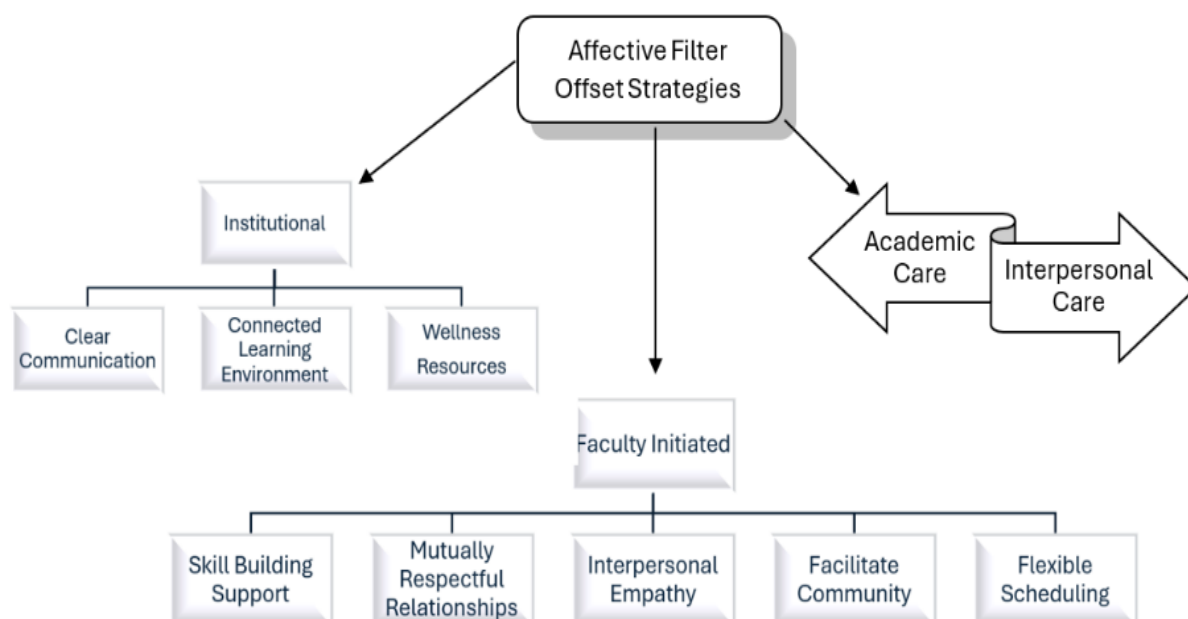 Affective Filter
Offset Strategies
Institutional
Academic
Care
Interpersonal
Care
Clear
Communication
Connected
Learning
Environment
Wellness
Resources
Faculty Initiated
Skill Building
Support
Mutually
Respectful
Relationships
Interpersonal
Empathy
Facilitate
Community
Flexible
Scheduling